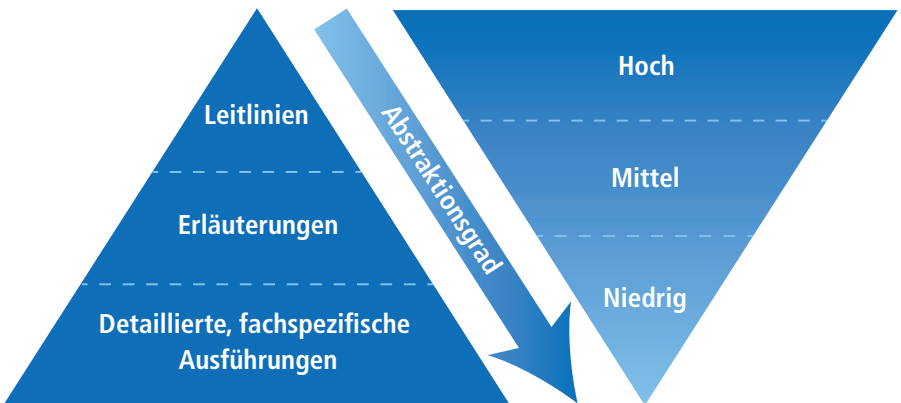 Leitlinien
Erläuterungen
Detaillierte, fachspezifische
Ausführungen
Abstraktionsgrad
Hoch
Mittel
Niedrig